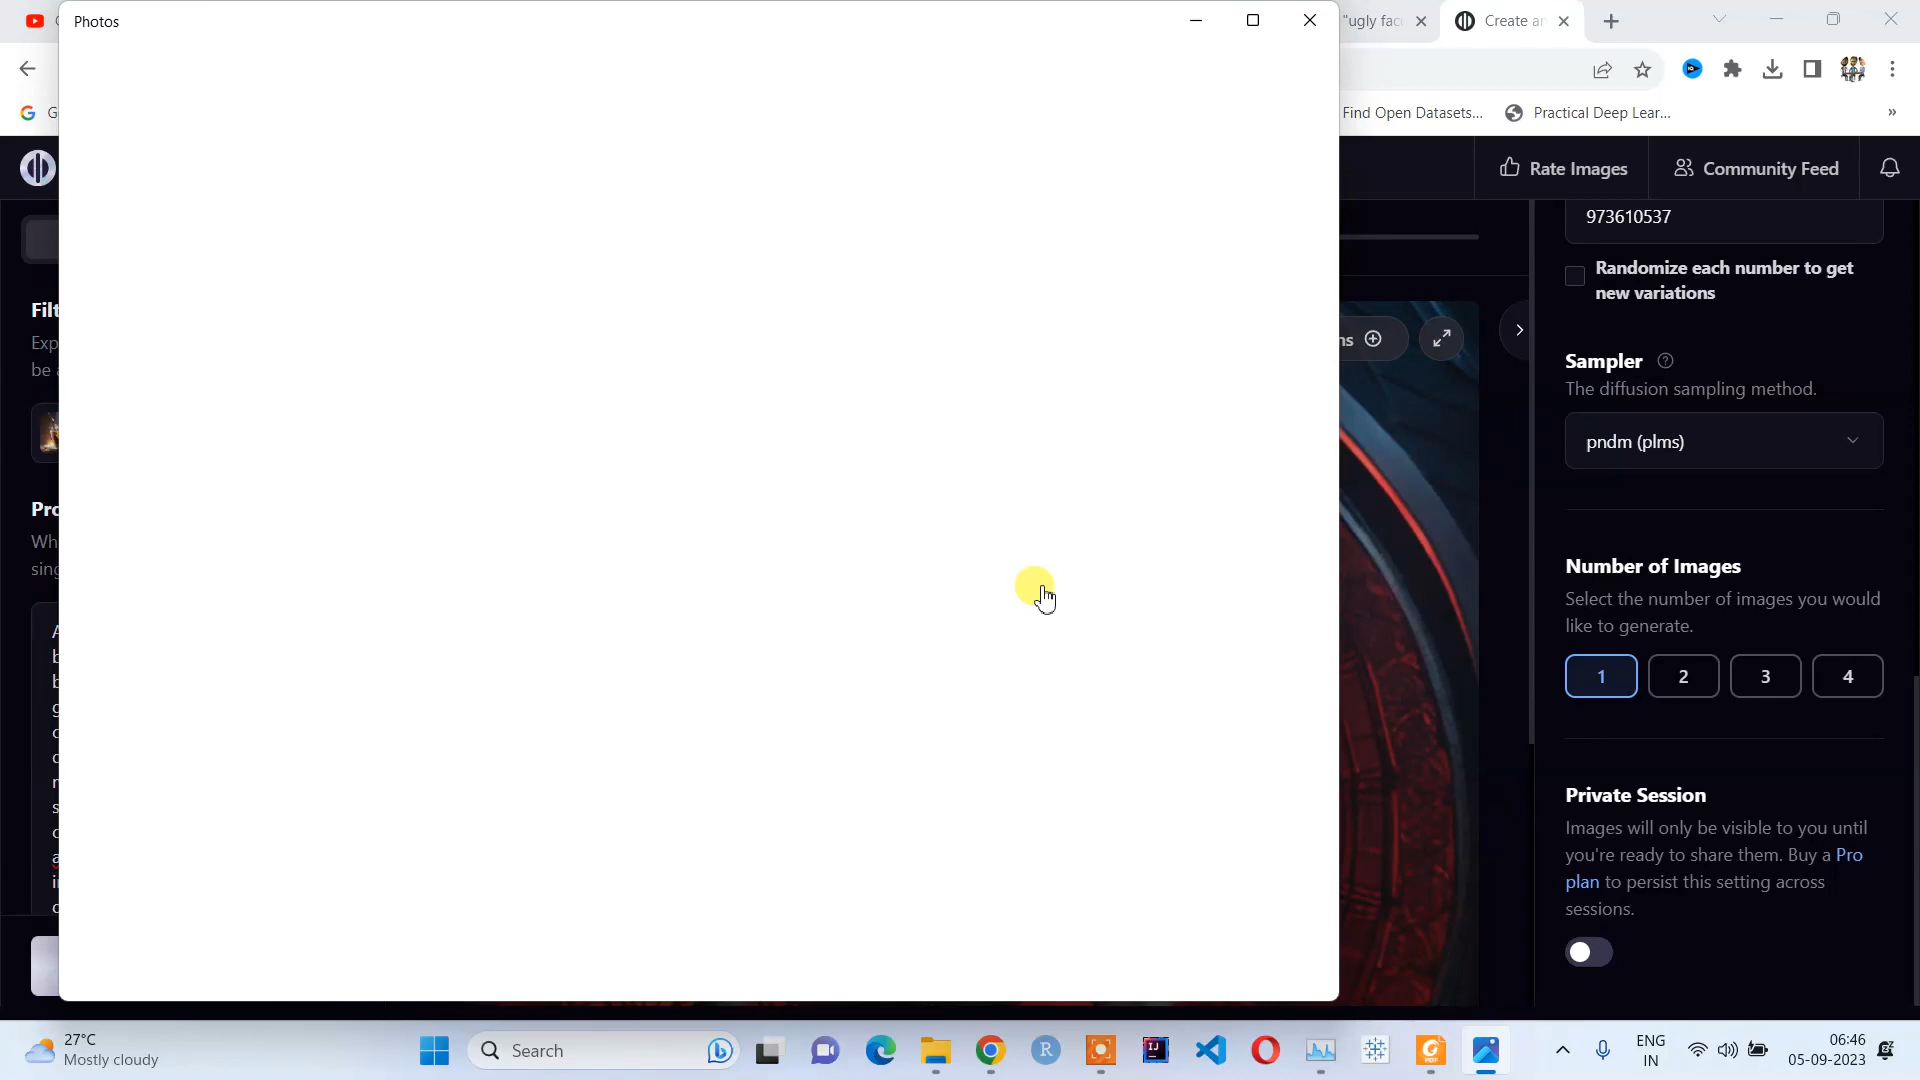 Photos
"ugly fac
Create an
G
Find Open Datasets...
Practical Deep Lear...
»
Rate Images
Community Feed
973610537
Randomize each number to get
new variations
Filt
Exp
be a
ns
Sampler
The diffusion sampling method.
pndm (plms)
Pro
Wh
sing
Number of Images
Select the number of images you would
like to generate.
1
2
3
4
Private Session
Images will only be visible to you until
you're ready to share them. Buy a Pro
plan to persist this setting across
sessions.
27°C
Mostly cloudy
Search
ENG
IN
06:46
05-09-2023